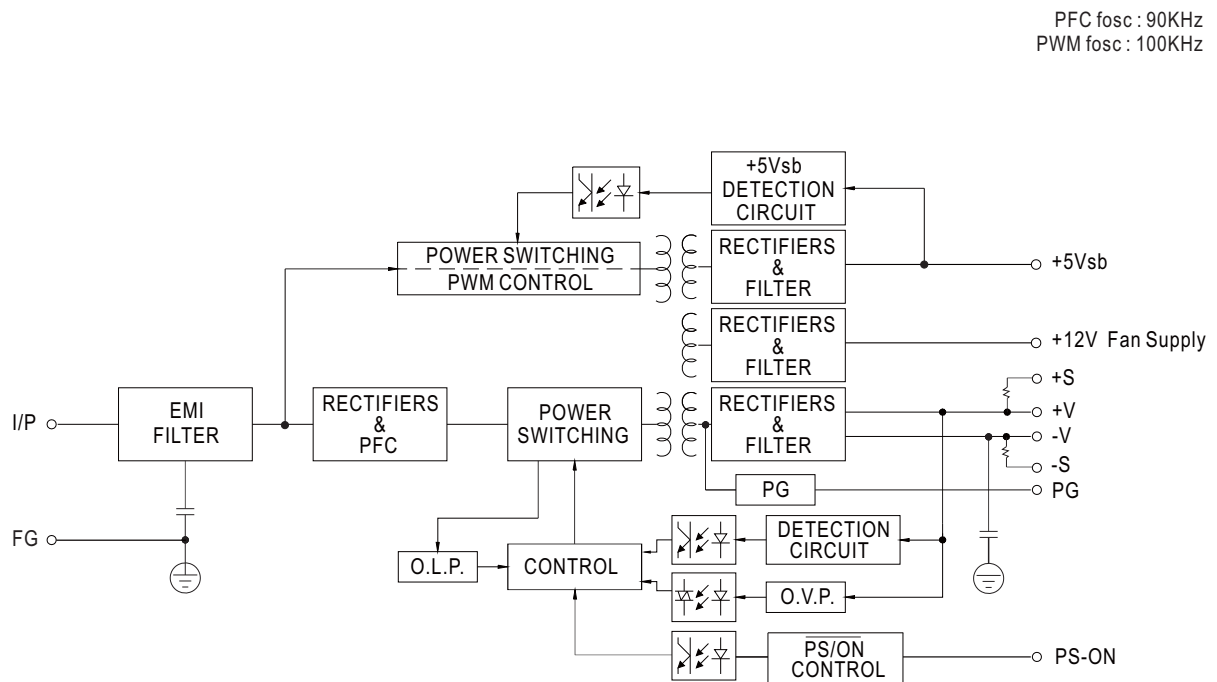 PFC fosc : 90KHz
PWM fosc : 100KHz
+5Vsb
DETECTION
CIRCUIT
POWER SWITCHING
PWM CONTROL
RECTIFIERS
&
FILTER
+5Vsb
RECTIFIERS
&
FILTER
+12V Fan Supply
I/P
EMI
FILTER
RECTIFIERS
&
PFC
POWER
SWITCHING
RECTIFIERS
&
FILTER
+S
+V
-V
-S
PG
PG
FG
O.L.P.
CONTROL
DETECTION
CIRCUIT
O.V.P.
PS/ON
CONTROL
PS-ON